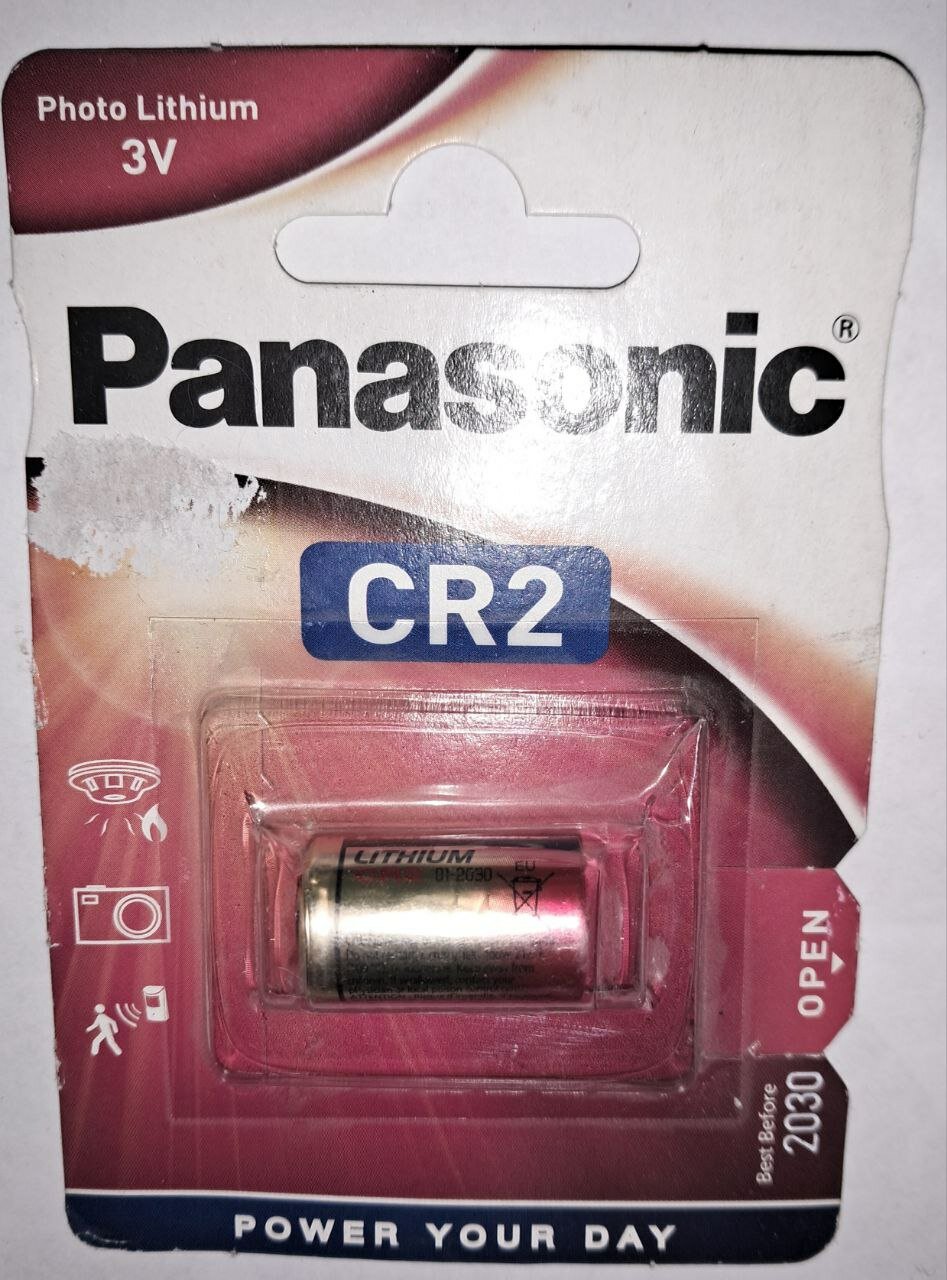 Photo Lithium
3V
Panasonic®
CR2
LITHIUM
01-2030
EU
OPEN
Best Before
2030
POWER YOUR DAY